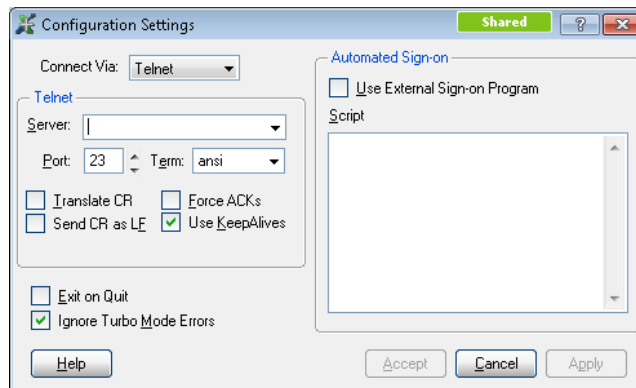 Configuration Settings
Shared
?
Connect Via: Telnet
Telnet
Server:
Port: 23 Term: ansi
Translate CR Force ACKs
Send CR as LF Use KeepAlives
Exit on Quit
Ignore Turbo Mode Errors
Help
Automated Sign-on
Use External Sign-on Program
Script
Accept Cancel Apply